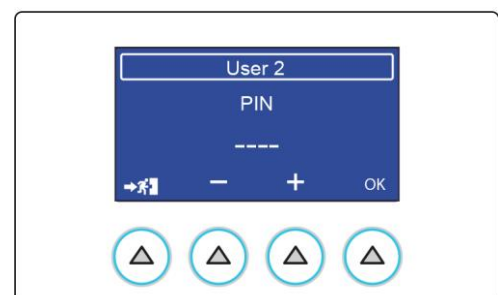 User 2
PIN
----
− + OK